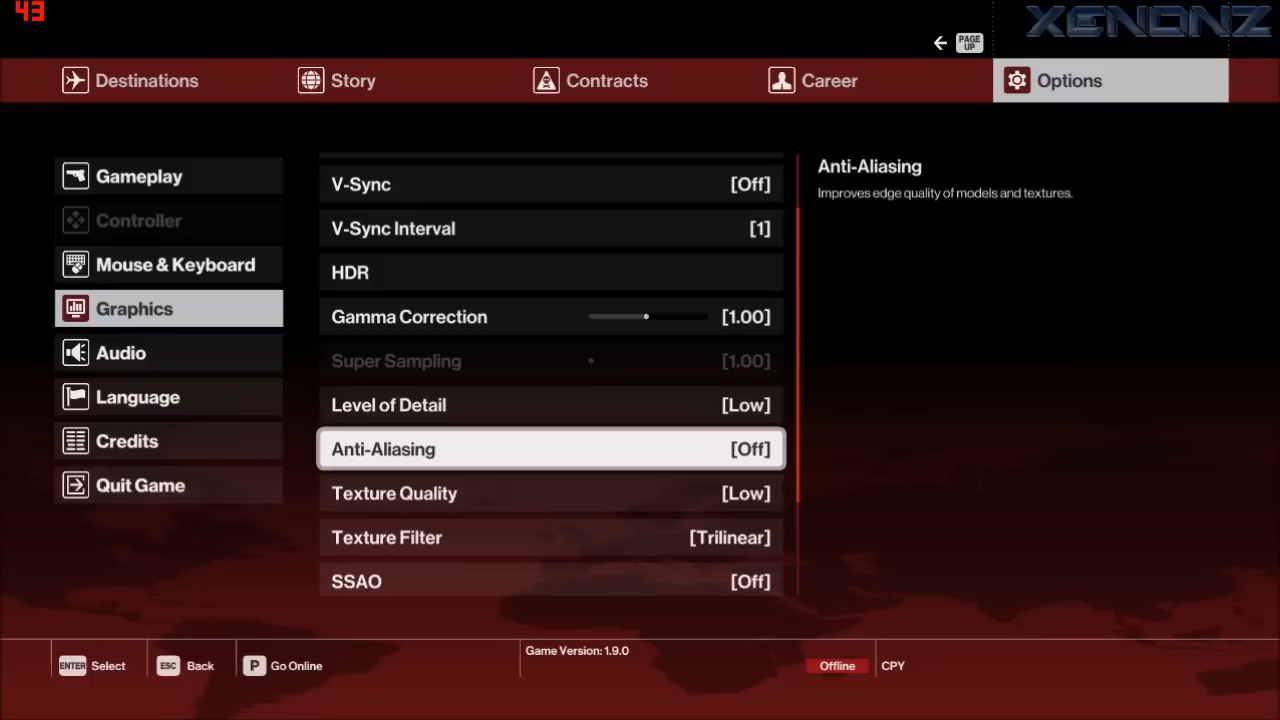 43
XENONZ
PAGE UP
Destinations
Story
Contracts
Career
Options
Gameplay
Controller
Mouse & Keyboard
Graphics
Audio
Language
Credits
Quit Game
V-Sync [Off]
V-Sync Interval [1]
HDR
Gamma Correction [1.00]
Super Sampling [1.00]
Level of Detail [Low]
Anti-Aliasing [Off]
Texture Quality [Low]
Texture Filter [Trilinear]
SSAO [Off]
Anti-Aliasing
Improves edge quality of models and textures.
ENTER Select
ESC Back
P Go Online
Game Version: 1.9.0
Offline
CPY